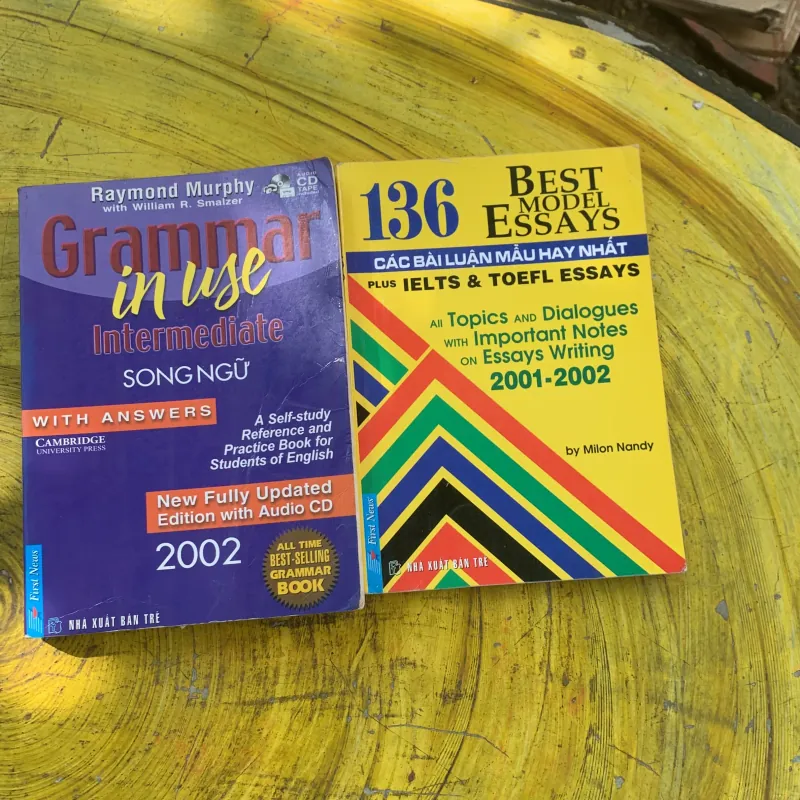 Raymond Murphy
with William R. Smalzer
AUDIO
CD
TAPE
Grammar
in use
Intermediate
SONG NGỮ
WITH ANSWERS
CAMBRIDGE
UNIVERSITY PRESS
A Self-study
Reference and
Practice Book for
Students of English
New Fully Updated
Edition with Audio CD
2002
ALL TIME
BEST-SELLING
GRAMMAR
BOOK
First News
NHÀ XUẤT BẢN TRẺ
136 BEST
MODEL
ESSAYS
CÁC BÀI LUẬN MẪU HAY NHẤT
PLUS IELTS & TOEFL ESSAYS
All Topics AND Dialogues
WITH Important Notes
ON Essays Writing
2001-2002
by Milon Nandy
First News
NHÀ XUẤT BẢN TRẺ